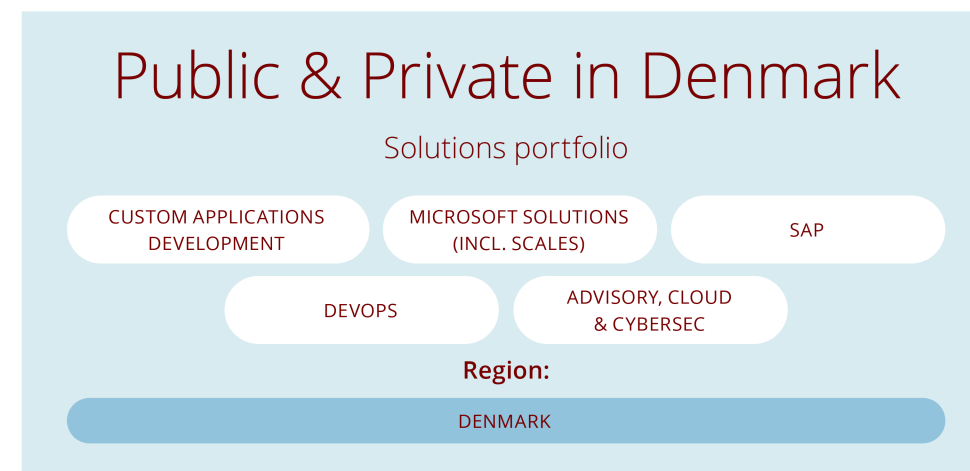 Public & Private in Denmark
Solutions portfolio
CUSTOM APPLICATIONS
DEVELOPMENT
MICROSOFT SOLUTIONS
(INCL. SCALES)
SAP
DEVOPS
ADVISORY, CLOUD
& CYBERSEC
Region:
DENMARK